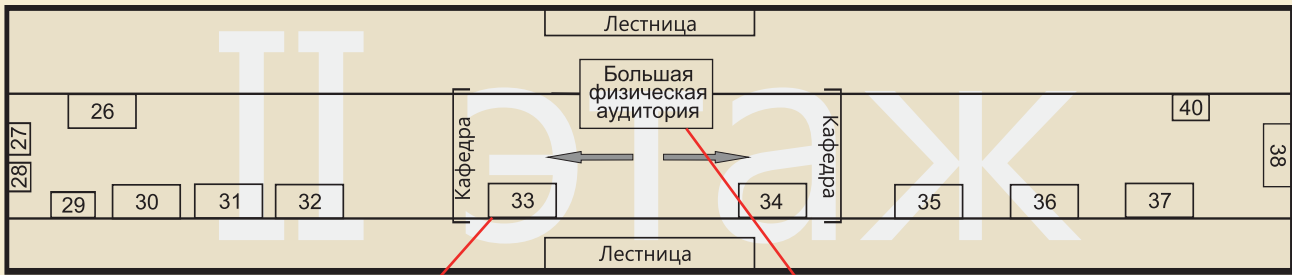 II этаж
Лестница
Большая
физическая
аудитория
26
40
27
28
Кафедра
Кафедра
38
29
30
31
32
33
34
35
36
37
Лестница